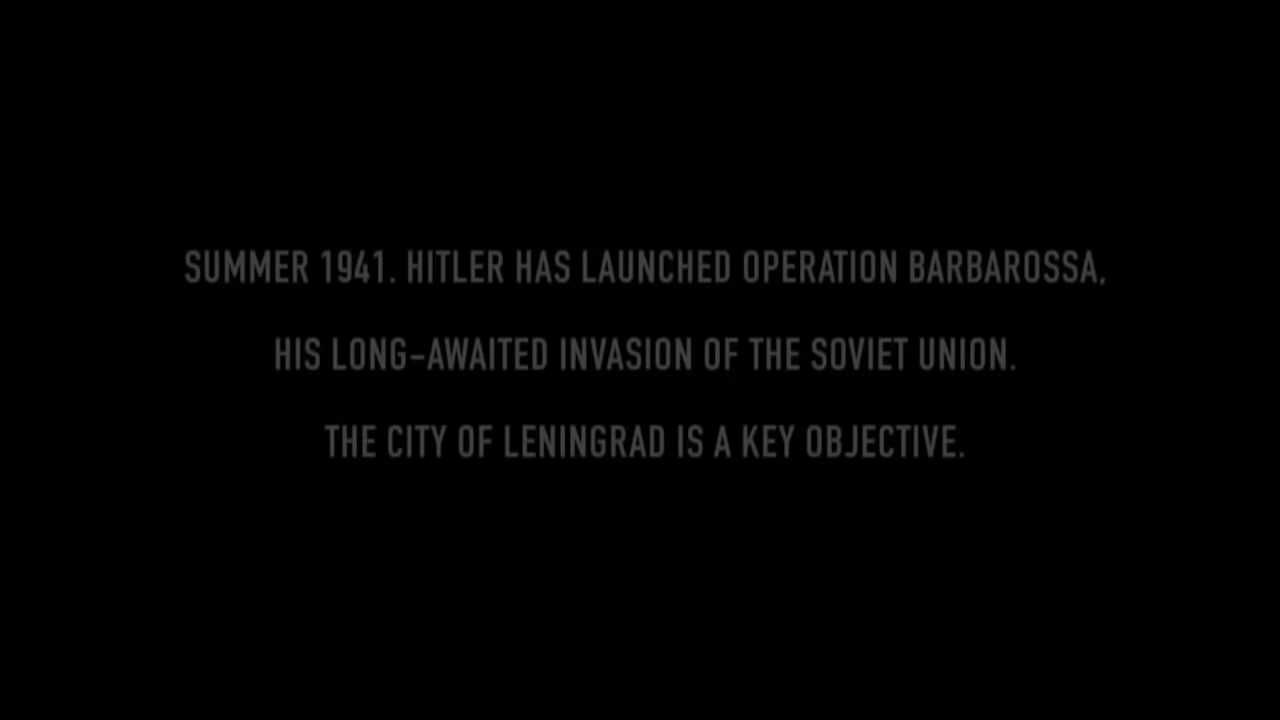 SUMMER 1941. HITLER HAS LAUNCHED OPERATION BARBAROSSA,
HIS LONG-AWAITED INVASION OF THE SOVIET UNION.
THE CITY OF LENINGRAD IS A KEY OBJECTIVE.